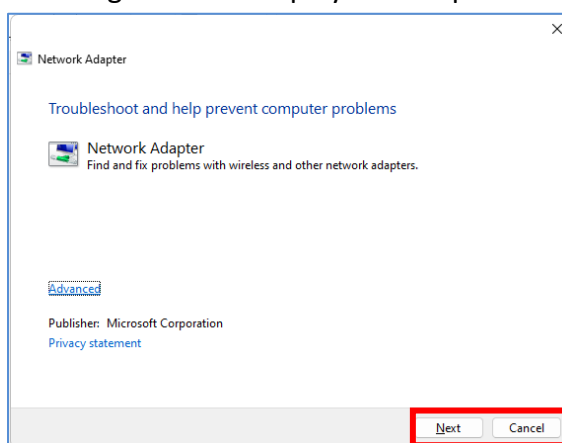 Network Adapter
Troubleshoot and help prevent computer problems
Network Adapter
Find and fix problems with wireless and other network adapters.
Advanced
Publisher: Microsoft Corporation
Privacy statement
Next Cancel